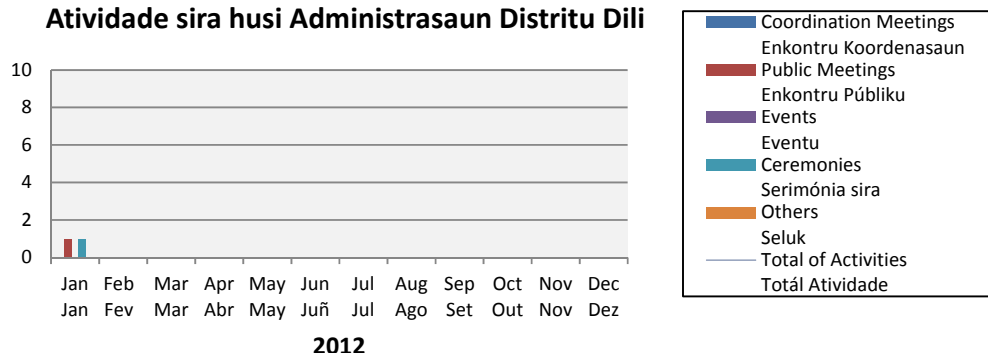 Atividade sira husi Administrasaun Distritu Dili
10
8
6
4
2
0
Jan Feb Mar Apr May Jun Jul Aug Sep Oct Nov Dec
Jan Fev Mar Abr May Juñ Jul Ago Set Out Nov Dez
2012
Coordination Meetings
Enkontru Koordenasaun
Public Meetings
Enkontru Públiku
Events
Eventu
Ceremonies
Serimónia sira
Others
Seluk
Total of Activities
Totál Atividade